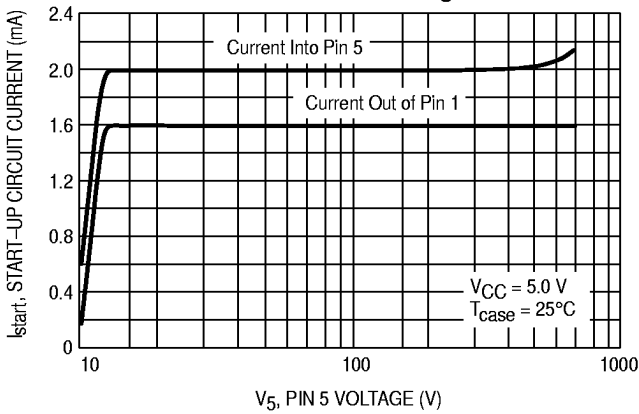 Istart, START–UP CIRCUIT CURRENT (mA)
2.4
2.0
1.6
1.2
0.8
0.4
0
Current Into Pin 5
Current Out of Pin 1
VCC = 5.0 V
Tcase = 25°C
10
100
1000
V5, PIN 5 VOLTAGE (V)